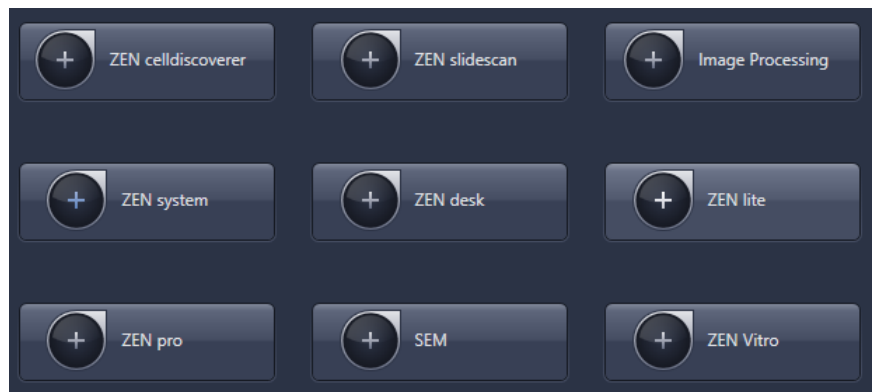 ZEN celldiscoverer
ZEN slidescan
Image Processing
ZEN system
ZEN desk
ZEN lite
ZEN pro
SEM
ZEN Vitro